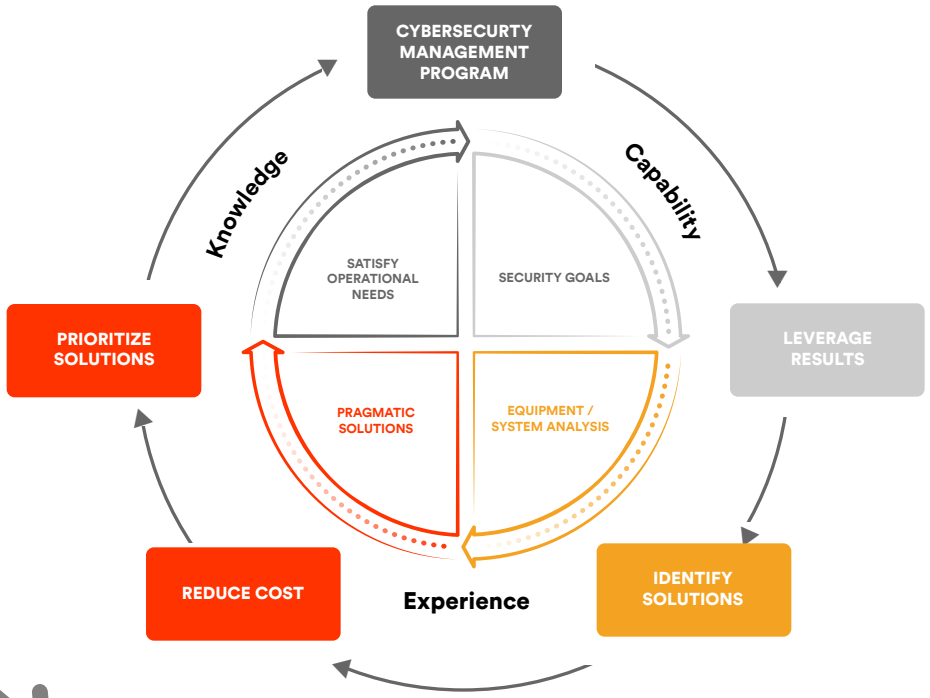 CYBERSECURTY
MANAGEMENT
PROGRAM
Knowledge
Capability
SATISFY
OPERATIONAL
NEEDS
SECURITY GOALS
PRIORITIZE
SOLUTIONS
LEVERAGE
RESULTS
PRAGMATIC
SOLUTIONS
EQUIPMENT /
SYSTEM ANALYSIS
REDUCE COST
Experience
IDENTIFY
SOLUTIONS